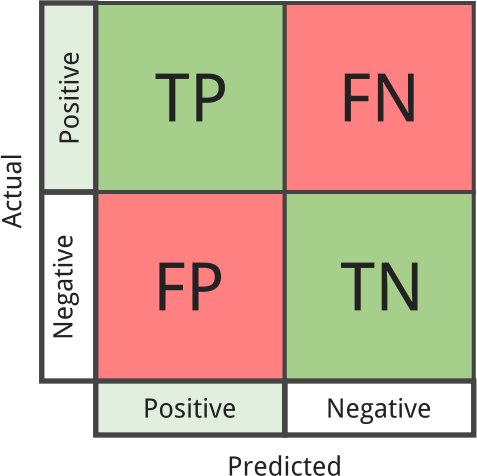 Actual
Positive
TP
FN
Negative
FP
TN
Positive
Negative
Predicted